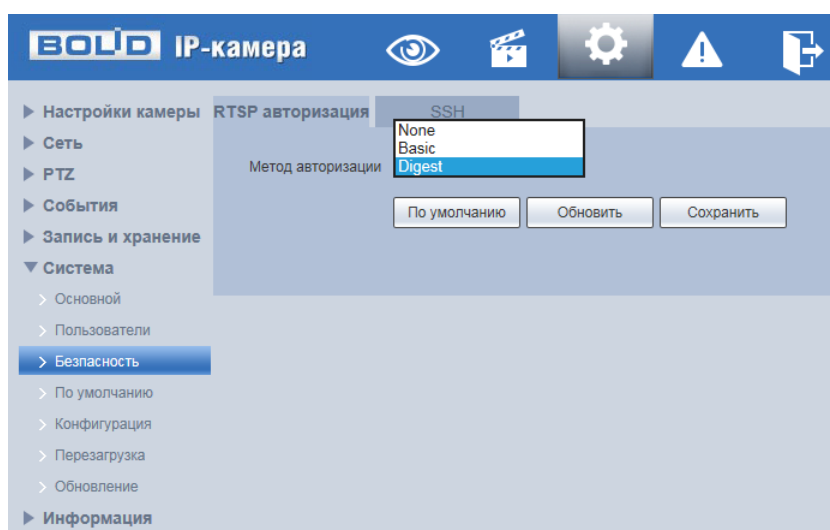 BOLID IP-камера
Настройки камеры
Сеть
PTZ
События
Запись и хранение
Система
Основной
Пользователи
Безпасность
По умолчанию
Конфигурация
Перезагрузка
Обновление
Информация
RTSP авторизация
SSH
Метод авторизации
None
Basic
Digest
По умолчанию
Обновить
Сохранить